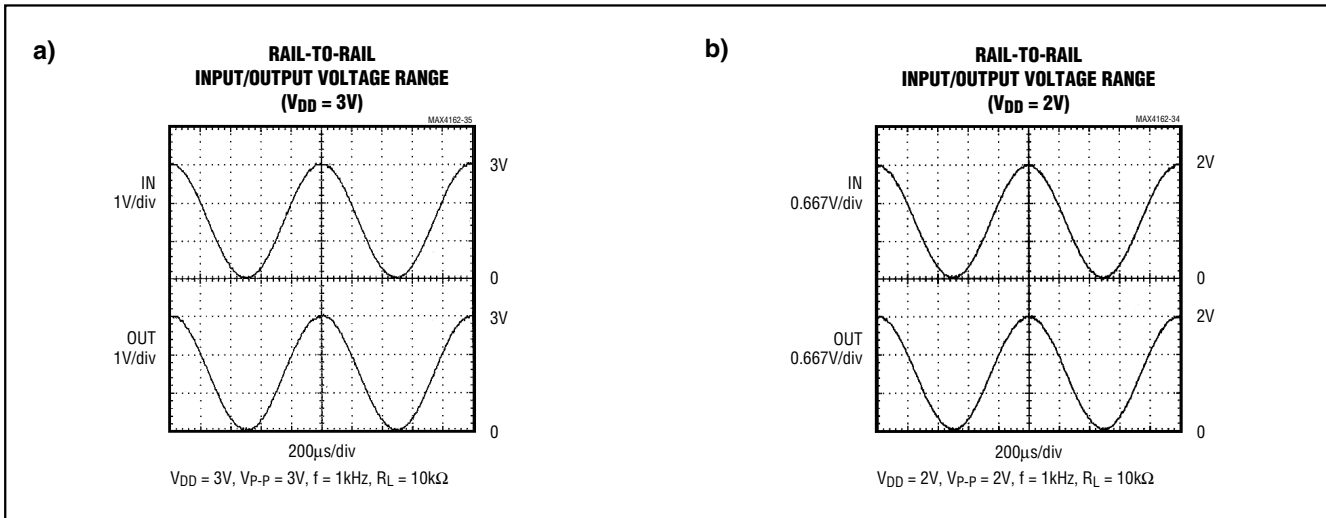 a)
RAIL-TO-RAIL
INPUT/OUTPUT VOLTAGE RANGE
(VDD = 3V)
MAX4162-35
3V
IN
1V/div
0
3V
OUT
1V/div
0
200µs/div
VDD = 3V, VP-P = 3V, f = 1kHz, RL = 10kΩ
b)
RAIL-TO-RAIL
INPUT/OUTPUT VOLTAGE RANGE
(VDD = 2V)
MAX4162-34
2V
IN
0.667V/div
0
2V
OUT
0.667V/div
0
200µs/div
VDD = 2V, VP-P = 2V, f = 1kHz, RL = 10kΩ